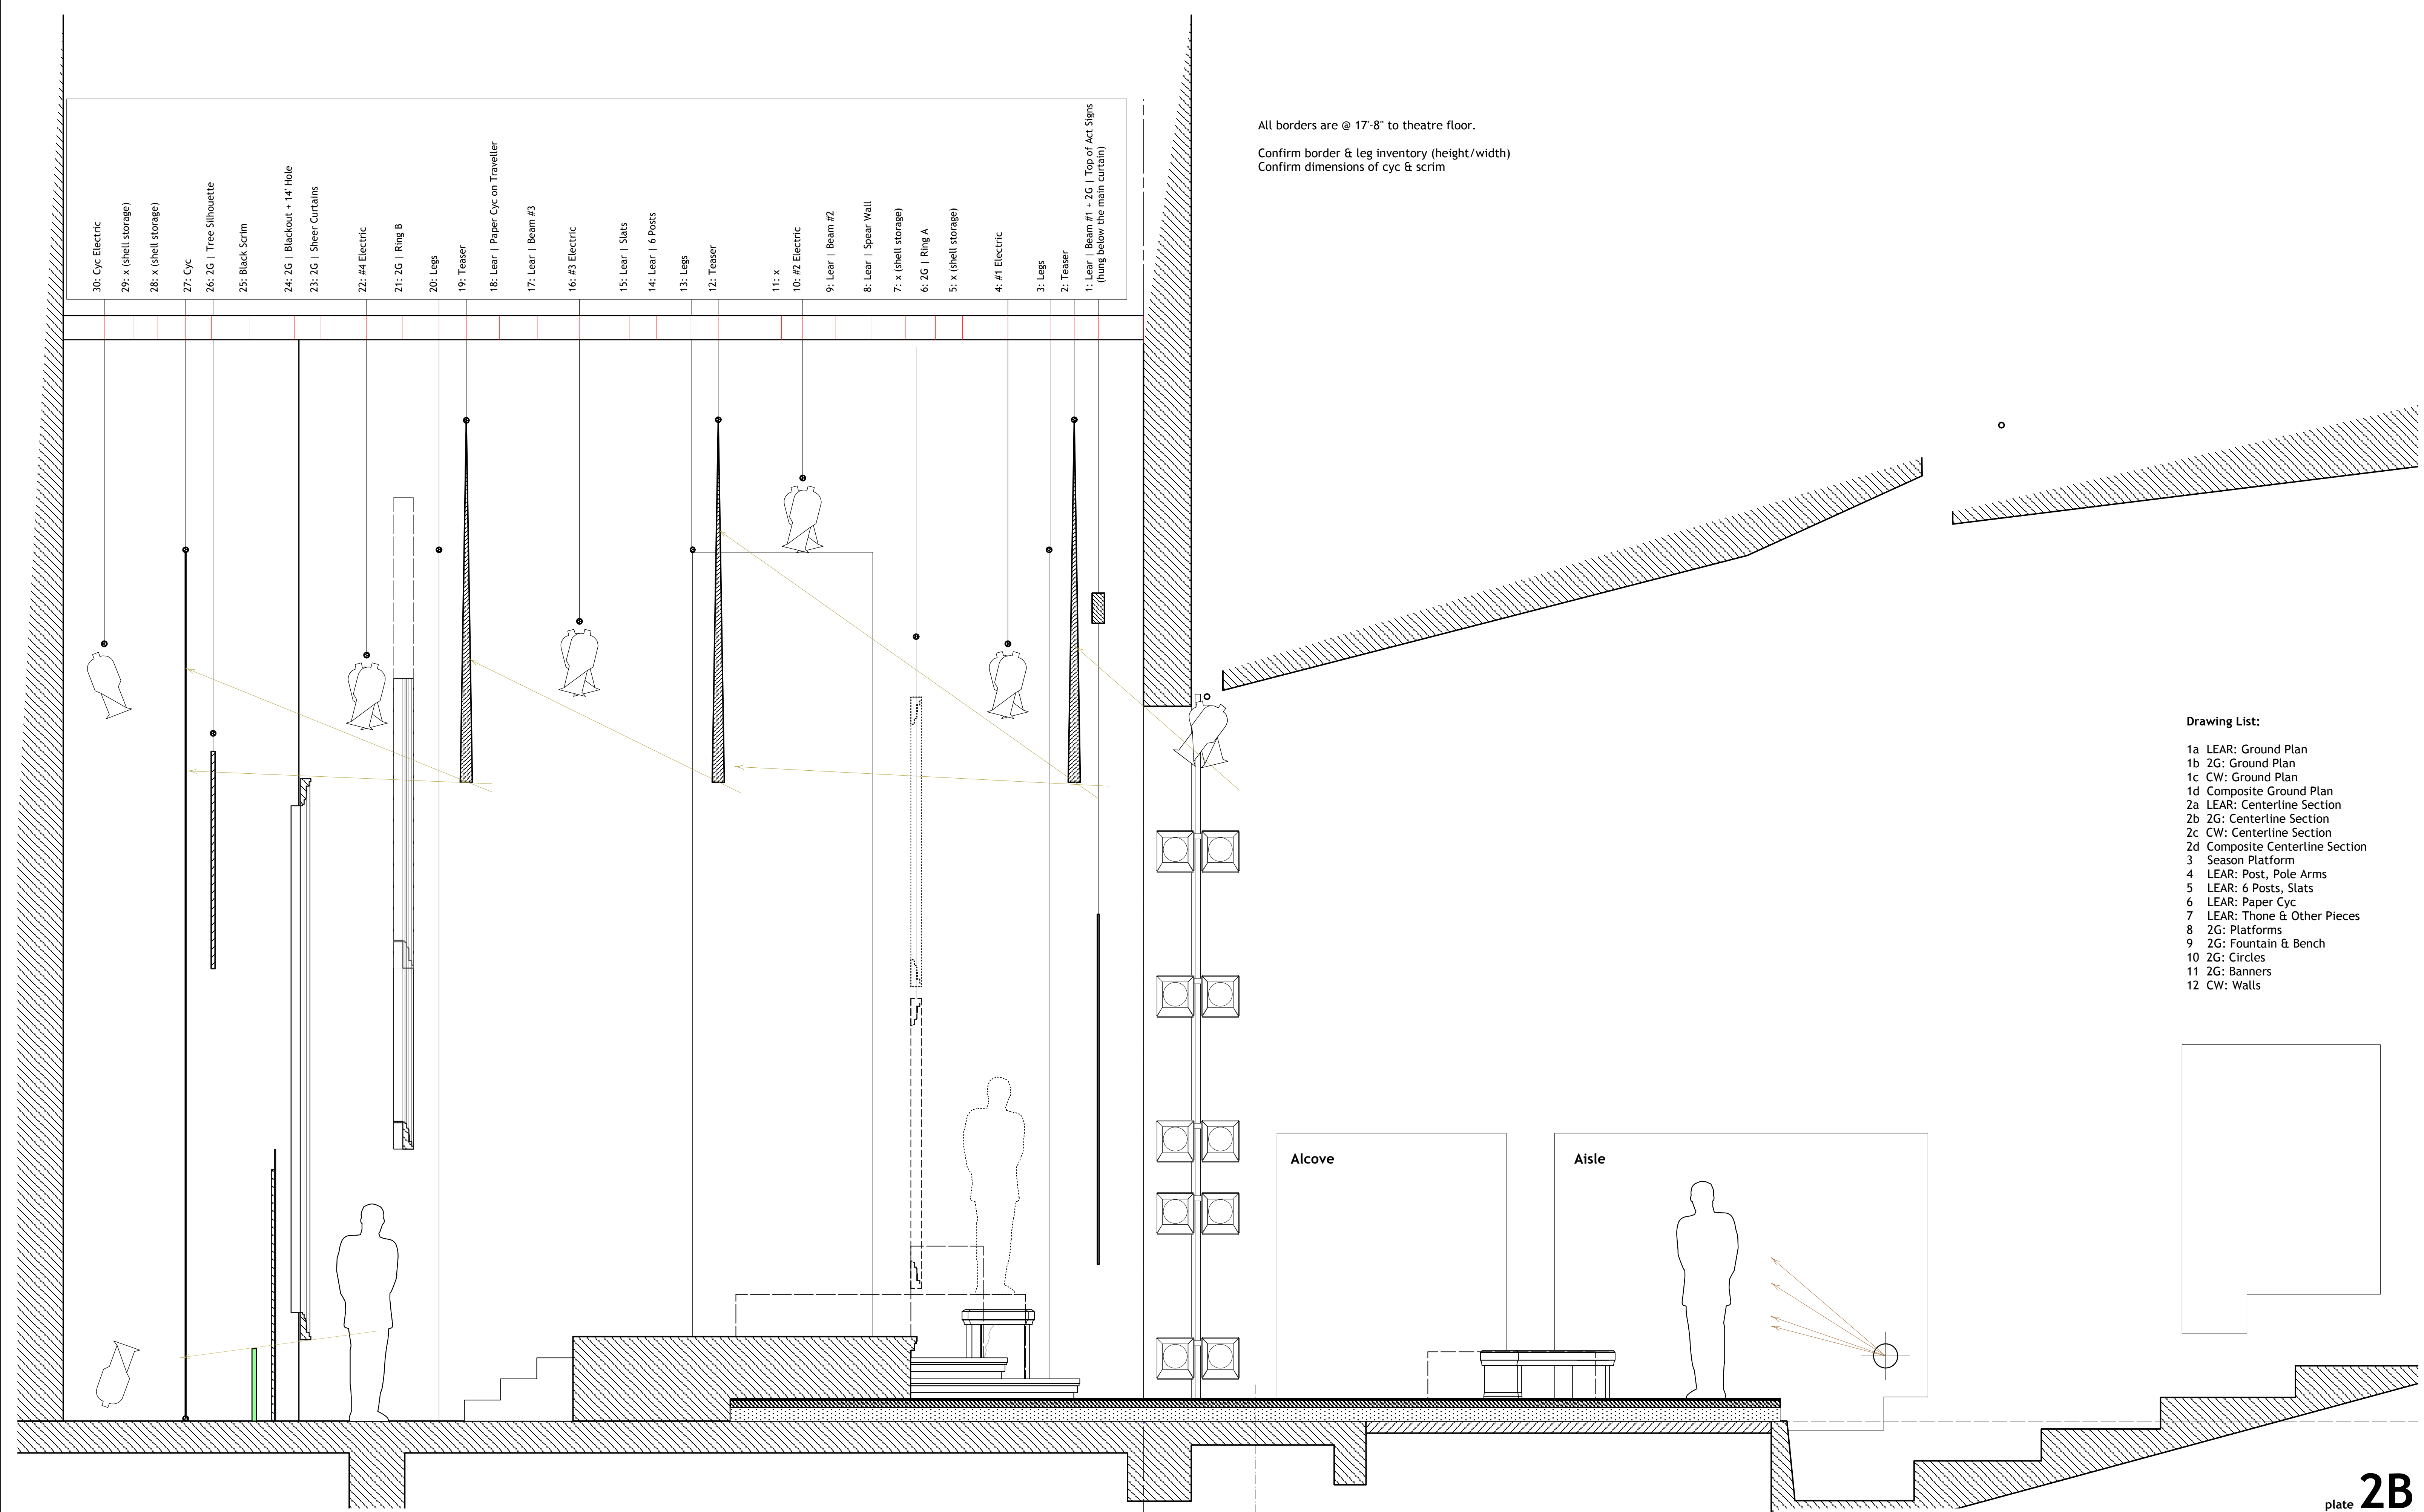 30: Cyc Electric
29: x (shell storage)
28: x (shell storage)
27: Cyc
26: 2G | Tree Silhouette
25: Black Scrim
24: 2G | Blackout + 14' Hole
23: 2G | Sheer Curtains
22: #4 Electric
21: 2G | Ring B
20: Legs
19: Teaser
18: Lear | Paper Cyc on Traveller
17: Lear | Beam #3
16: #3 Electric
15: Lear | Slats
14: Lear | 6 Posts
13: Legs
12: Teaser
11: x
10: #2 Electric
9: Lear | Beam #2
8: Lear | Spear Wall
7: x (shell storage)
6: 2G | Ring A
5: x (shell storage)
4: #1 Electric
3: Legs
2: Teaser
1: Lear | Beam #1 + 2G | Top of Act Signs
(hung below the main curtain)
All borders are @ 17'-8" to theatre floor.
Confirm border & leg inventory (height/width)
Confirm dimensions of cyc & scrim
Drawing List:
1a LEAR: Ground Plan
1b 2G: Ground Plan
1c CW: Ground Plan
1d Composite Ground Plan
2a LEAR: Centerline Section
2b 2G: Centerline Section
2c CW: Centerline Section
2d Composite Centerline Section
3 Season Platform
4 LEAR: Post, Pole Arms
5 LEAR: 6 Posts, Slats
6 LEAR: Paper Cyc
7 LEAR: Thone & Other Pieces
8 2G: Platforms
9 2G: Fountain & Bench
10 2G: Circles
11 2G: Banners
12 CW: Walls
Alcove
Aisle
plate 2B